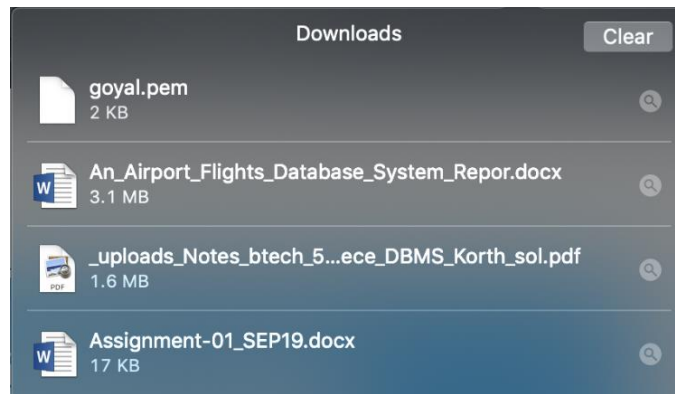 Downloads
Clear
goyal.pem
2 KB
An_Airport_Flights_Database_System_Repor.docx
3.1 MB
_uploads_Notes_btech_5...ece_DBMS_Korth_sol.pdf
1.6 MB
Assignment-01_SEP19.docx
17 KB
W
PDF
W